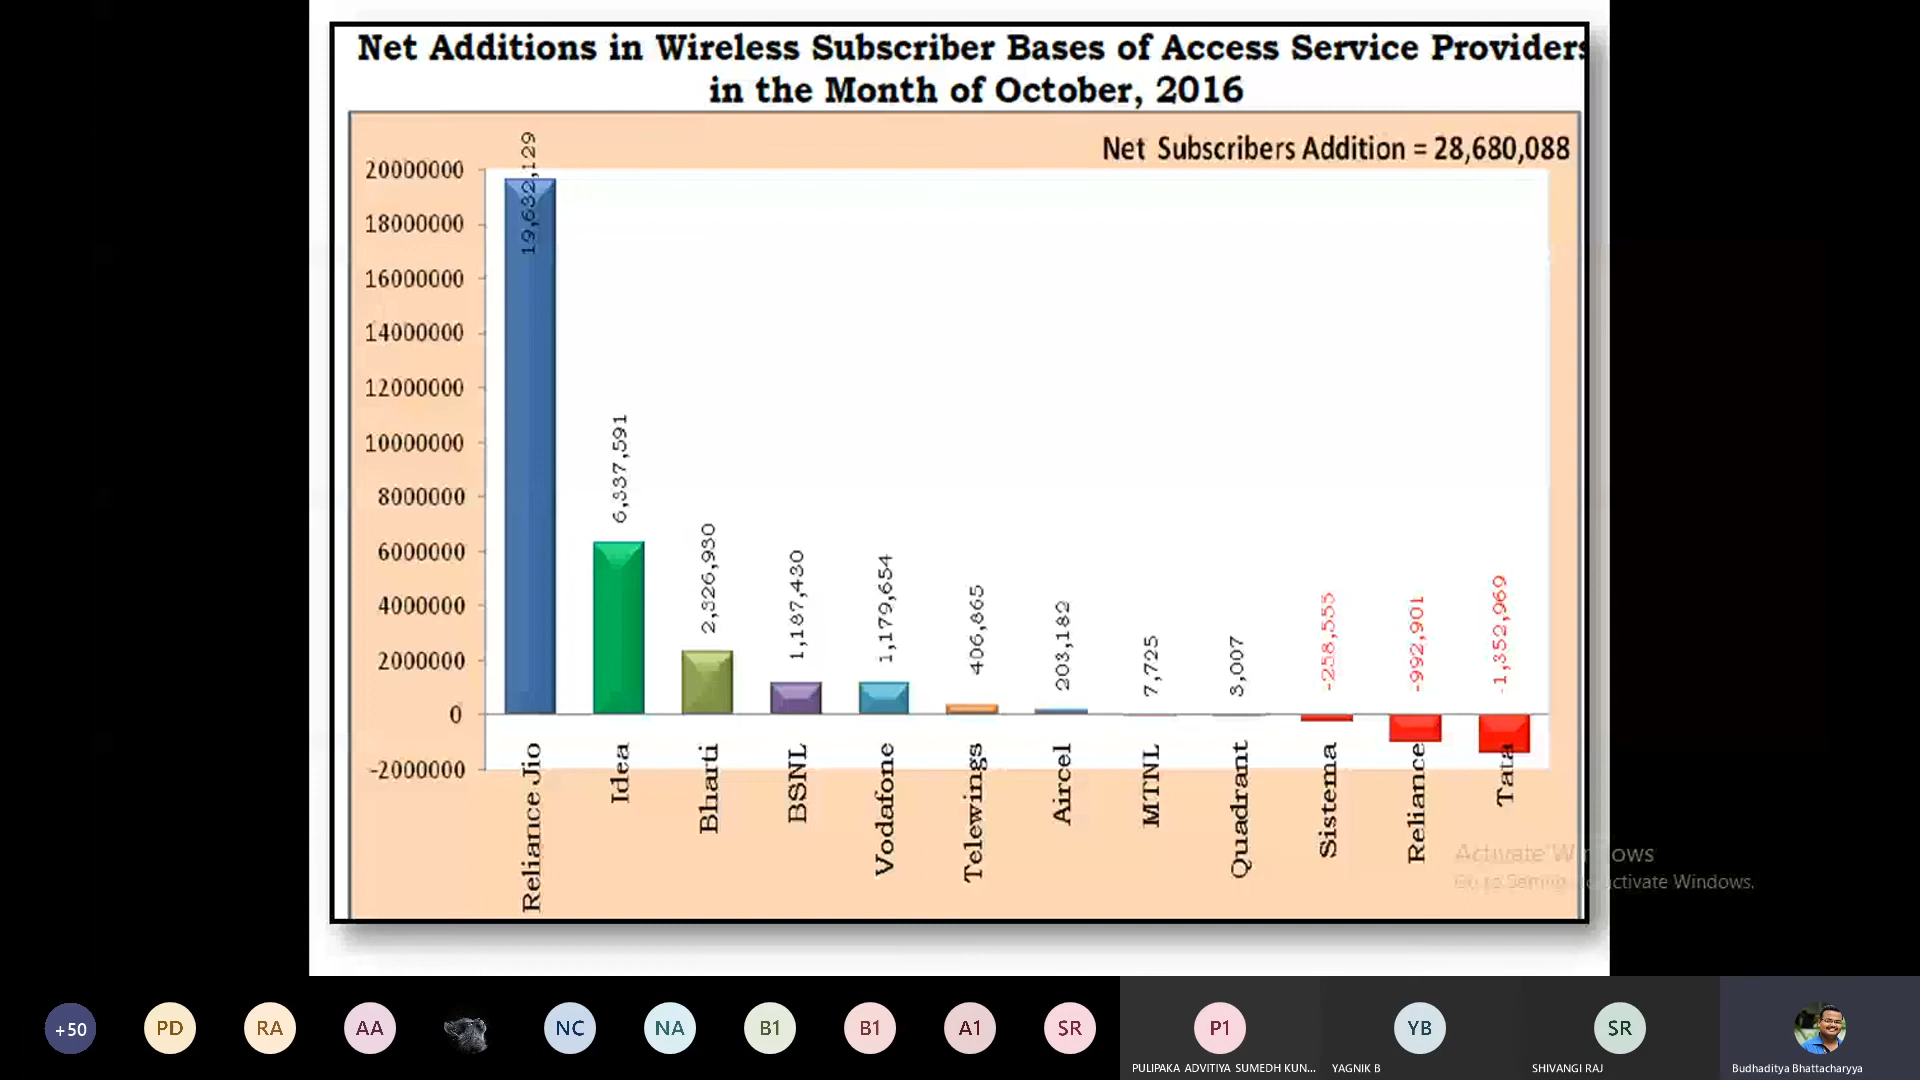 Net Additions in Wireless Subscriber Bases of Access Service Providers
in the Month of October, 2016
Net Subscribers Addition = 28,680,088
20000000
18000000
16000000
14000000
12000000
10000000
8000000
6000000
4000000
2000000
0
-2000000
19,632,129
6,337,591
2,326,930
1,187,430
1,179,654
406,865
203,182
7,725
3,007
-258,555
-992,901
-1,352,969
Reliance Jio
Idea
Bharti
BSNL
Vodafone
Telewings
Aircel
MTNL
Quadrant
Sistema
Reliance
Tata
Activate Windows
Go to Settings to activate Windows.
+50
PD
RA
AA
NC
NA
B1
B1
A1
SR
P1
YB
SR
PULIPAKA ADVITIYA SUMEDH KUN...
YAGNIK B
SHIVANGI RAJ
Budhaditya Bhattacharyya